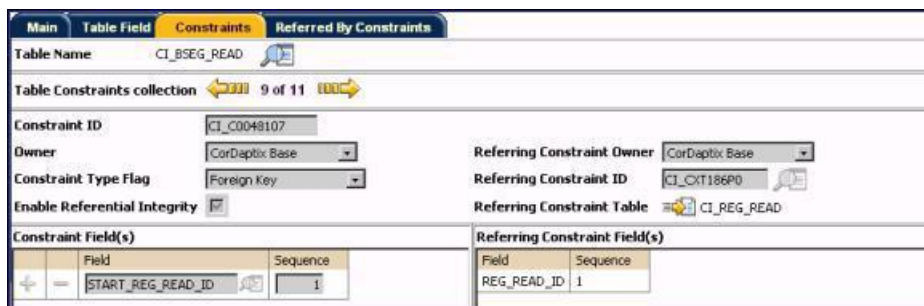 Main Table Field Constraints Referred By Constraints
Table Name CI_BSEG_READ
Table Constraints collection 9 of 11
Constraint ID CI_C0048107
Owner CorDaptix Base Referring Constraint Owner CorDaptix Base
Constraint Type Flag Foreign Key Referring Constraint ID CI_CXT186P0
Enable Referential Integrity Referring Constraint Table CI_REG_READ
Constraint Field(s) Referring Constraint Field(s)
Field Sequence Field Sequence
START_REG_READ_ID 1 REG_READ_ID 1